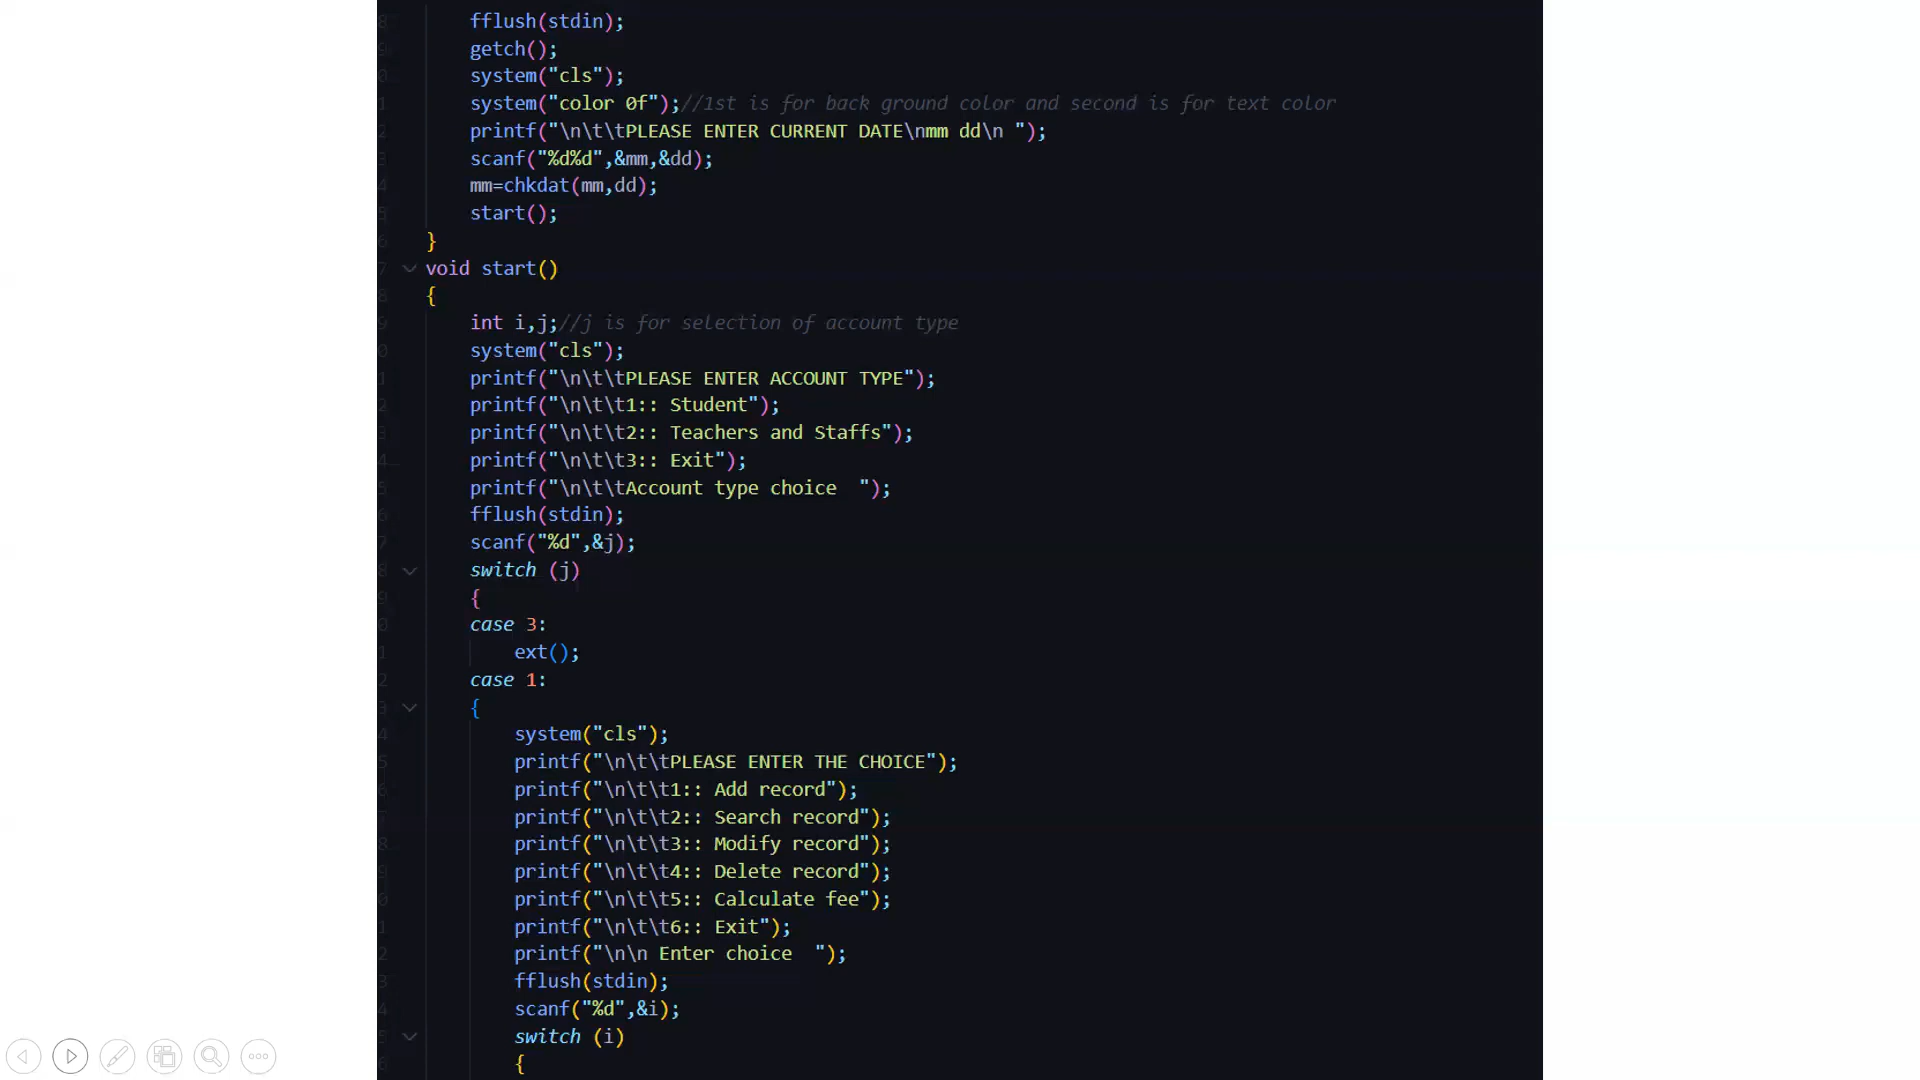 fflush(stdin);
getch();
system("cls");
system("color 0f");//1st is for back ground color and second is for text color
printf("\n\t\tPLEASE ENTER CURRENT DATE\nmm dd\n ");
scanf("%d%d",&mm,&dd);
mm=chkdat(mm,dd);
start();
}
void start()
{
int i,j;//j is for selection of account type
system("cls");
printf("\n\t\tPLEASE ENTER ACCOUNT TYPE");
printf("\n\t\t1:: Student");
printf("\n\t\t2:: Teachers and Staffs");
printf("\n\t\t3:: Exit");
printf("\n\t\tAccount type choice  ");
fflush(stdin);
scanf("%d",&j);
switch (j)
{
case 3:
ext();
case 1:
{
system("cls");
printf("\n\t\tPLEASE ENTER THE CHOICE");
printf("\n\t\t1:: Add record");
printf("\n\t\t2:: Search record");
printf("\n\t\t3:: Modify record");
printf("\n\t\t4:: Delete record");
printf("\n\t\t5:: Calculate fee");
printf("\n\t\t6:: Exit");
printf("\n\n Enter choice  ");
fflush(stdin);
scanf("%d",&i);
switch (i)
{